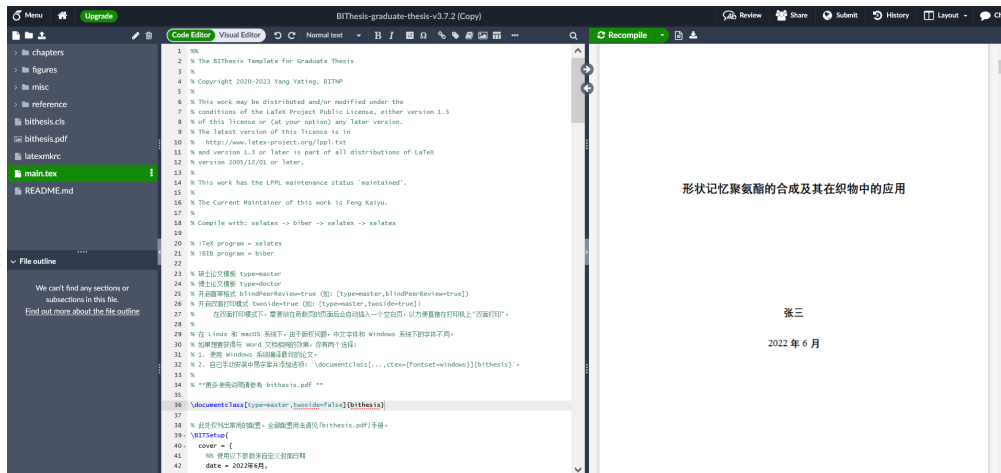 Menu
Upgrade
BIThesis-graduate-thesis-v3.7.2 (Copy)
Review
Share
Submit
History
Layout
Code Editor
Visual Editor
Normal text
Recompile
chapters
figures
misc
reference
bithesis.cls
bithesis.pdf
latexmkrc
main.tex
README.md
File outline
We can't find any sections or
subsections in this file.
Find out more about the file outline
1 %%
2 % The BIThesis Template for Graduate Thesis
3 %
4 % Copyright 2020-2023 Yang Yating, BITNP
5 %
6 % This work may be distributed and/or modified under the
7 % conditions of the LaTeX Project Public License, either version 1.3
8 % of this license or (at your option) any later version.
9 % The latest version of this license is in
10 % http://www.latex-project.org/lppl.txt
11 % and version 1.3 or later is part of all distributions of LaTeX
12 % version 2005/12/01 or later.
13 %
14 % This work has the LPPL maintenance status `maintained'.
15 %
16 % The Current Maintainer of this work is Feng Kaiyu.
17 %
18 % Compile with: xelatex -> biber -> xelatex -> xelatex
19
20 % !TeX program = xelatex
21 % !BIB program = biber
22
23 % 硕士论文模板 type=master
24 % 博士论文模板 type=doctor
25 % 开启盲审格式 blindPeerReview=true (如: [type=master,blindPeerReview=true])
26 % 开启双面打印模式 twoside=true (如: [type=master,twoside=true])
27 % 在双面打印模式下，需要放在奇数页的页面后会自动插入一个空白页，以方便直接在打印机上"双面打印"。
28 %
29 % 在 Linux 和 macOS 系统下，由于版权问题，中文字体和 Windows 系统下的字体不同。
30 % 如果想要获得与 Word 文档相同的效果，你有两个选择:
31 % 1. 使用 Windows 系统编译最终的论文。
32 % 2. 自己手动安装中易字库并添加选项: `\documentclass[...,ctex={fontset=windows}]{bithesis}`。
33 %
34 % **更多使用说明请参考 bithesis.pdf **
35
36 \documentclass[type=master,twoside=false]{bithesis}
37
38 % 此处仅列出常用的配置。全部配置用法请见「bithesis.pdf」手册。
39 \BITSetup{
40 cover = {
41 %% 使用以下参数来自定义封面日期
42 date = 2022年6月,
形状记忆聚氨酯的合成及其在织物中的应用
张三
2022 年 6 月